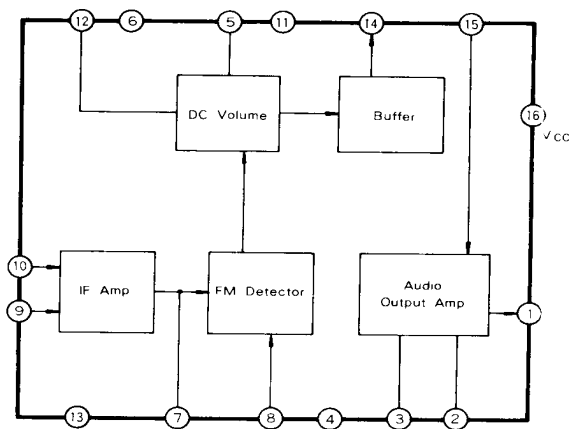 12 6 5 11 14 15
DC Volume
Buffer
16
VCC
10
IF Amp
FM Detector
Audio
Output Amp
9
1
13 7 8 4 3 2